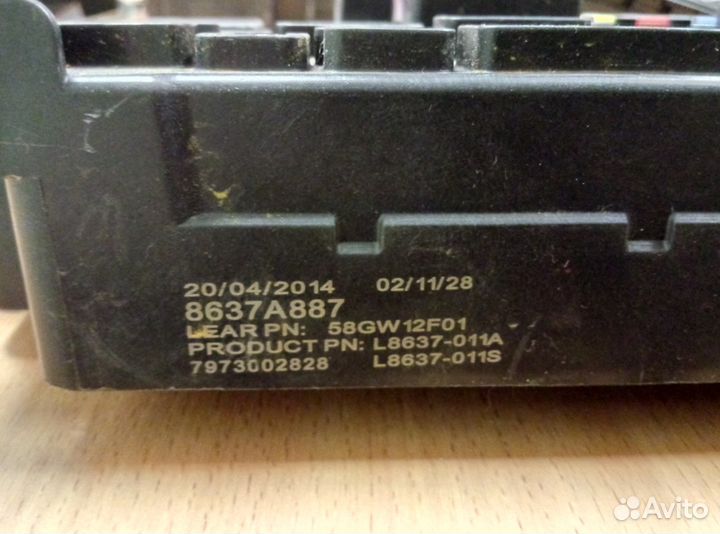 20/04/2014 02/11/28
8637A887
LEAR PN: 58GW12F01
PRODUCT PN: L8637-011A
7973002828 L8637-011S
Avito